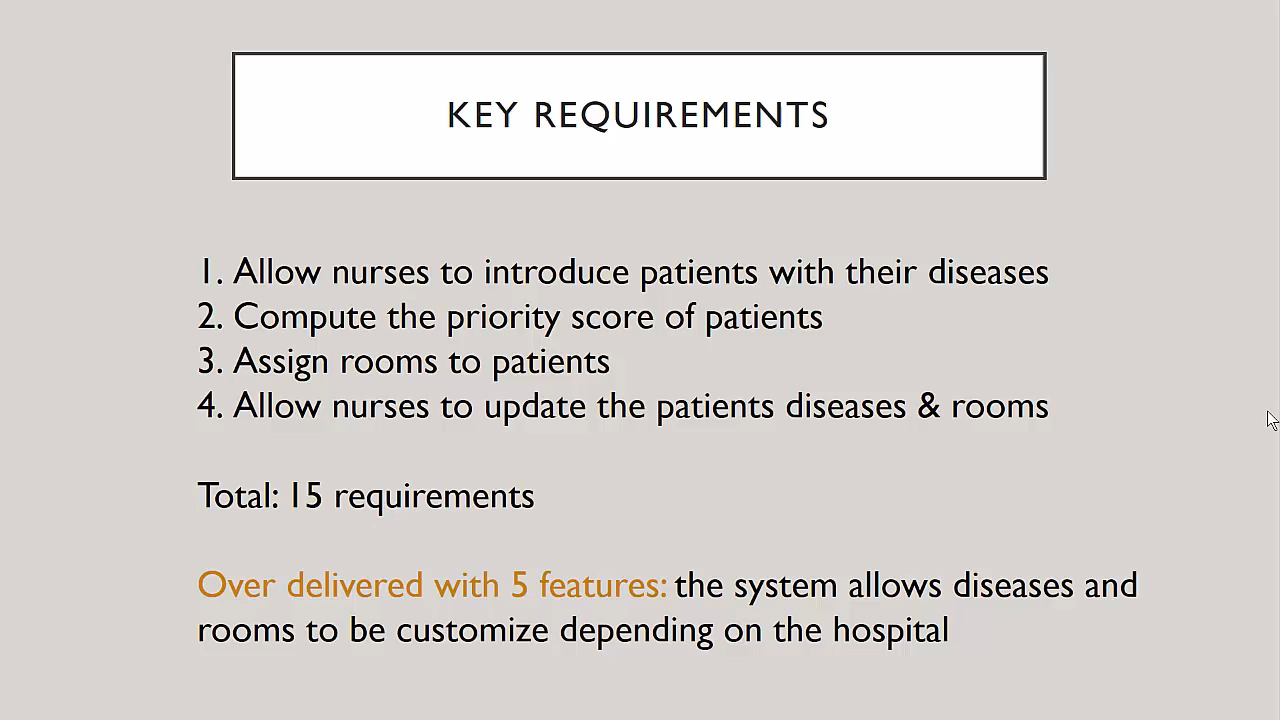 KEY REQUIREMENTS
1. Allow nurses to introduce patients with their diseases
2. Compute the priority score of patients
3. Assign rooms to patients
4. Allow nurses to update the patients diseases & rooms
Total: 15 requirements
Over delivered with 5 features: the system allows diseases and
rooms to be customize depending on the hospital